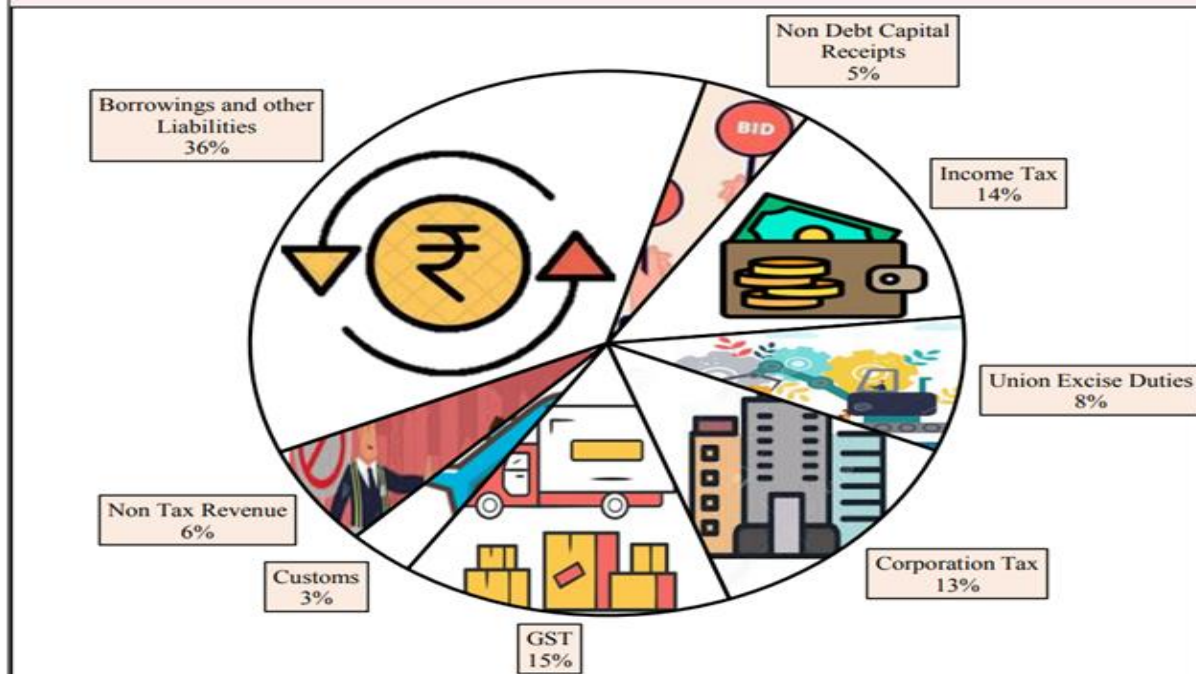 Non Debt Capital
Receipts
5%
Borrowings and other
Liabilities
36%
BID
Income Tax
14%
₹
Union Excise Duties
8%
Non Tax Revenue
6%
Corporation Tax
13%
Customs
3%
GST
15%